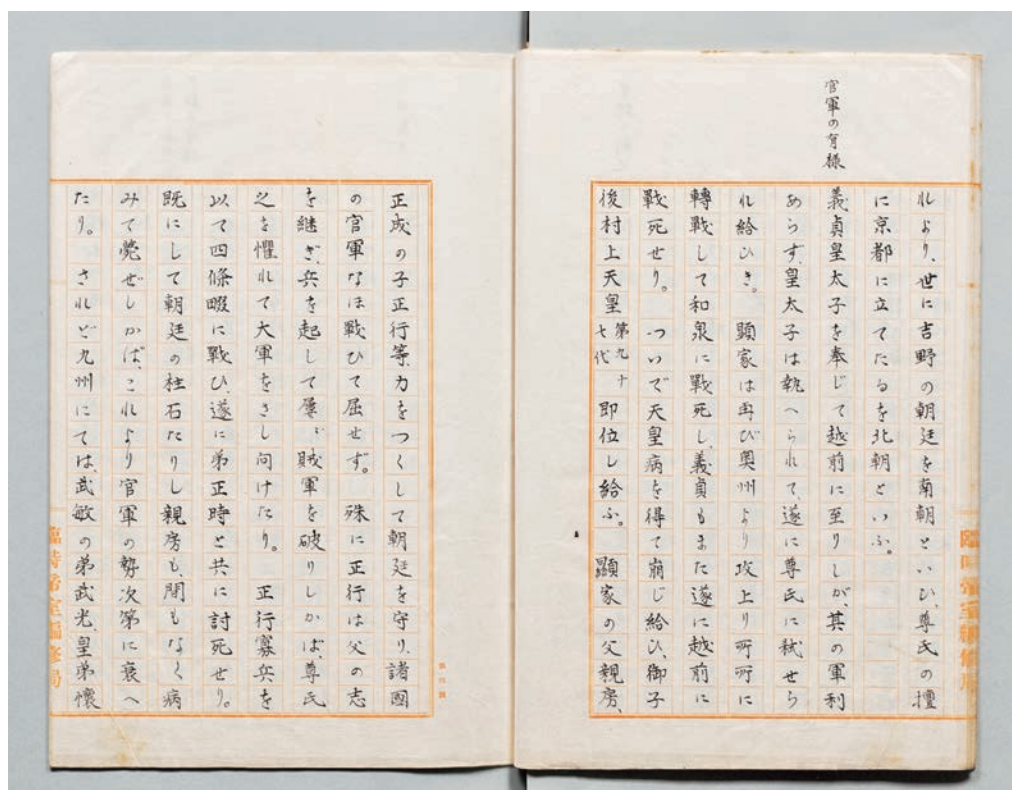 官軍の有樣
れより、世に吉野の朝廷を南朝といひ、尊氏の擅
に京都に立てたるを北朝といふ。
義貞皇太子を奉じて越前に至りしが、其の軍利
あらず、皇太子は執へられて、遂に尊氏に弑せら
れ給ひき。 顯家は再び奧州より攻上り所所に
轉戰して和泉に戰死し、義貞もまた遂に越前に
戰死せり。 ついで天皇病を得て崩じ給ひ、御子
後村上天皇 第九十七代 即位し給ふ。 顯家の父親房、
正成の子正行等、力をつくして朝廷を守り、諸國
の官軍なほ戰ひて屈せず。 殊に正行は父の志
を繼ぎ、兵を起して屢〻賊軍を破りしかば、尊氏
之を懼れて大軍をさし向けたり。 正行寡兵を
以て四條畷に戰ひ遂に弟正時と共に討死せり。
既にして朝廷の柱石たりし親房も、間もなく病
みて薨ぜしかば、これより官軍の勢次第に衰へ
たり。 されど九州にては、武敏の弟武光、皇弟懷
臨時帝室編修局